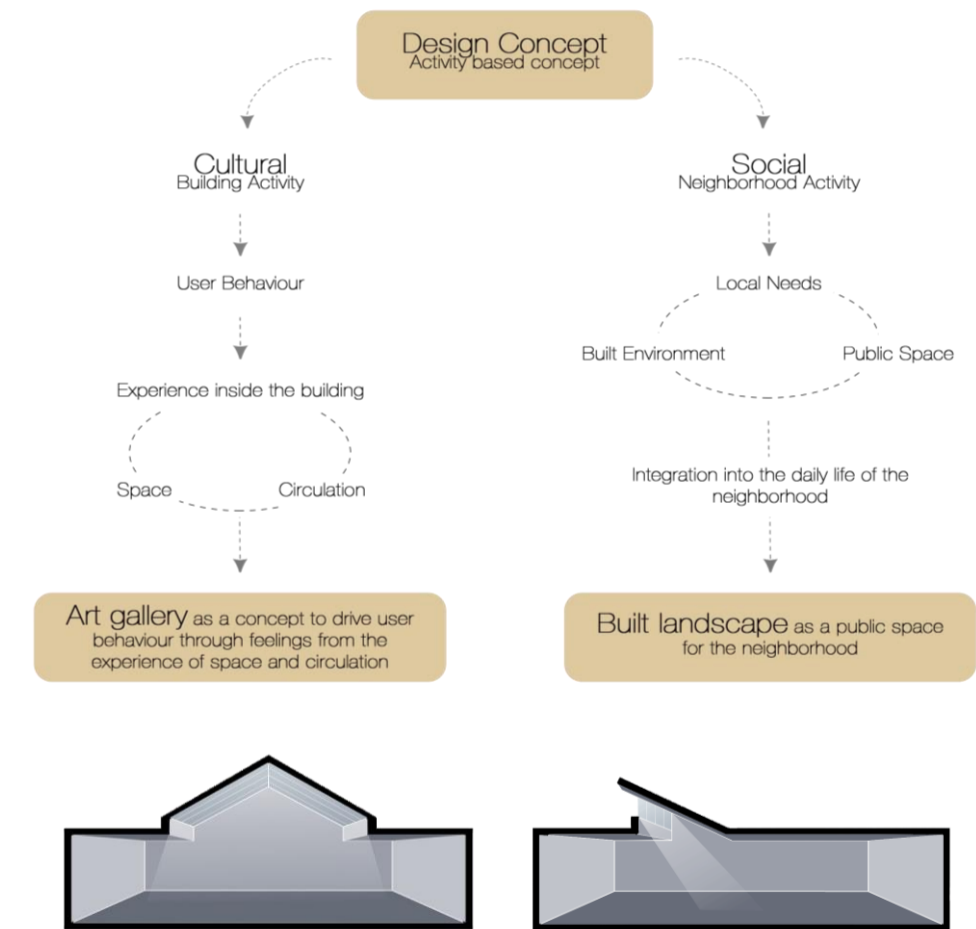 Design Concept
Activity based concept
Cultural
Building Activity
User Behaviour
Experience inside the building
Space
Circulation
Art gallery as a concept to drive user
behaviour through feelings from the
experience of space and circulation
Social
Neighborhood Activity
Local Needs
Built Environment
Public Space
Integration into the daily life of the
neighborhood
Built landscape as a public space
for the neighborhood